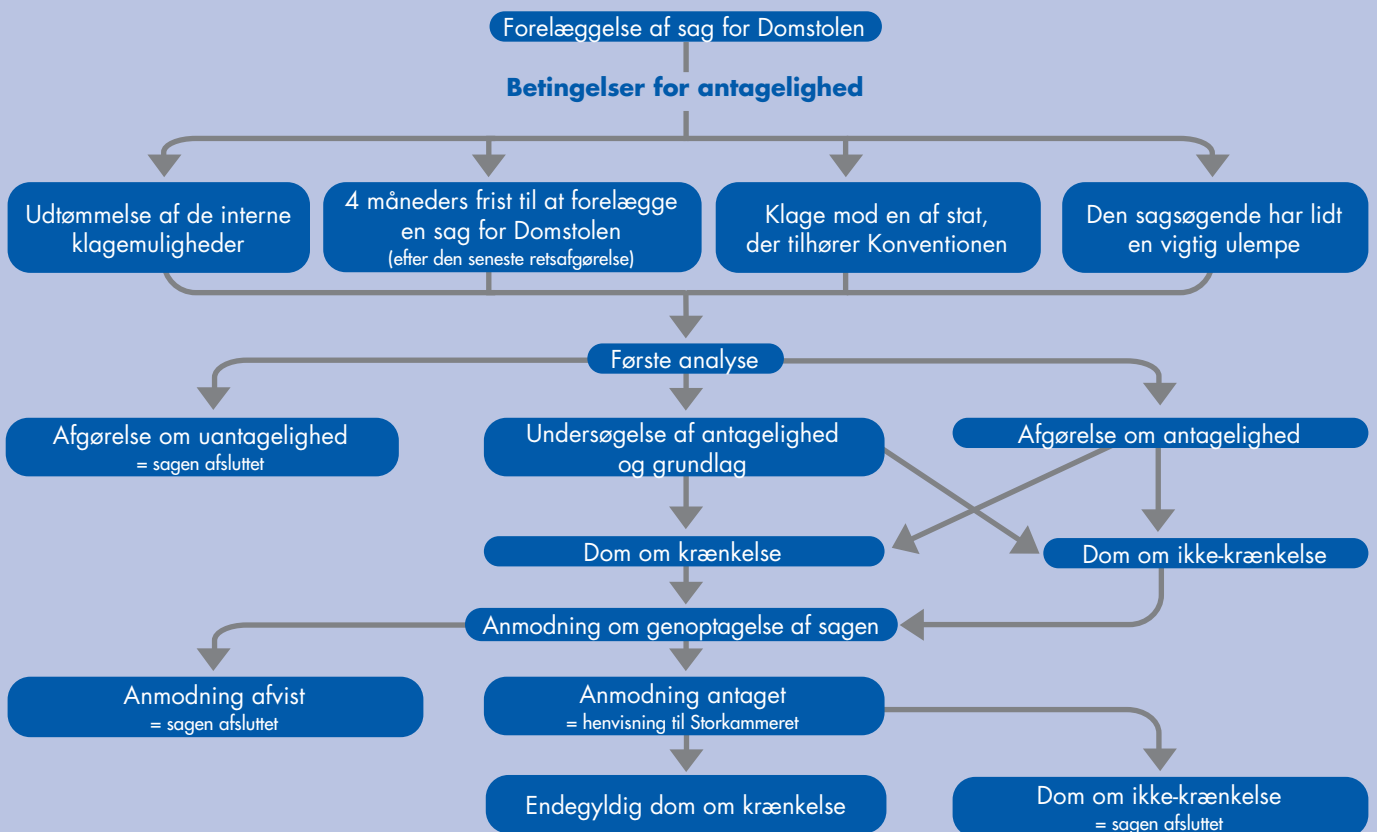 Forelæggelse af sag for Domstolen
Betingelser for antagelighed
Udtømmelse af de interne
klagemuligheder
4 måneders frist til at forelægge
en sag for Domstolen
(efter den seneste retsafgørelse)
Klage mod en af stat,
der tilhører Konventionen
Den sagsøgende har lidt
en vigtig ulempe
Første analyse
Afgørelse om uantagelighed
= sagen afsluttet
Undersøgelse af antagelighed
og grundlag
Afgørelse om antagelighed
Dom om krænkelse
Dom om ikke-krænkelse
Anmodning om genoptagelse af sagen
Anmodning afvist
= sagen afsluttet
Anmodning antaget
= henvisning til Storkammeret
Endegyldig dom om krænkelse
Dom om ikke-krænkelse
= sagen afsluttet